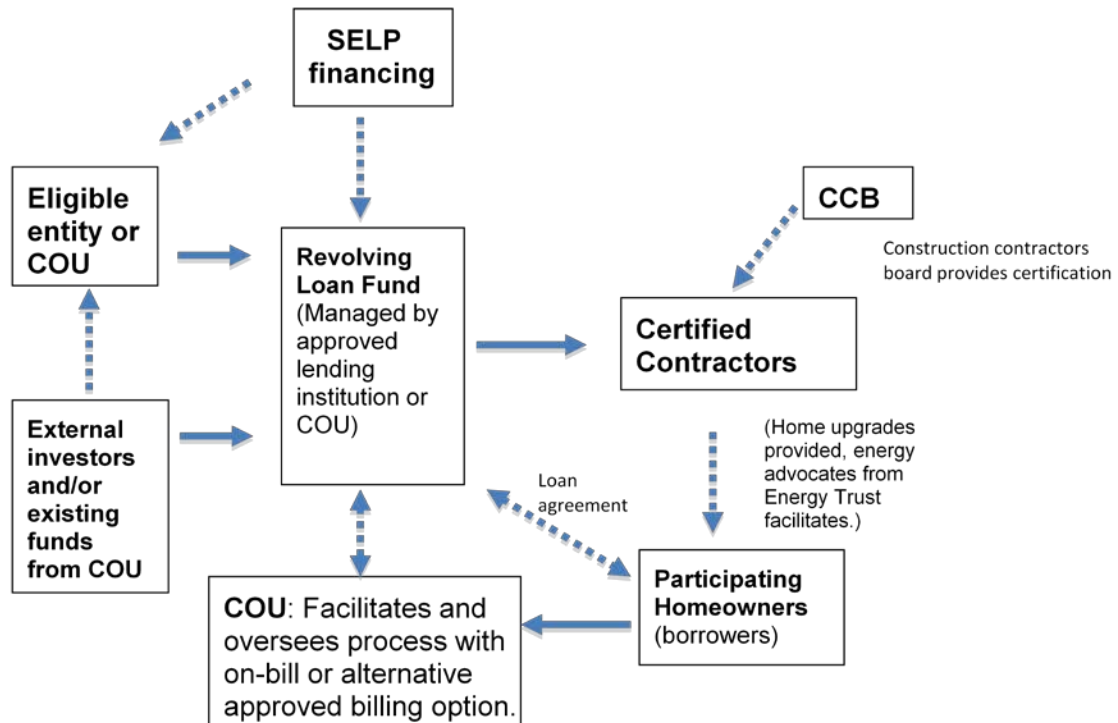 SELP
financing
Eligible
entity or
COU
CCB
Construction contractors
board provides certification
Revolving
Loan Fund
(Managed by
approved
lending
institution or
COU)
Certified
Contractors
External
investors
and/or
existing
funds
from COU
(Home upgrades
provided, energy
advocates from
Energy Trust
facilitates.)
Loan
agreement
Participating
Homeowners
(borrowers)
COU: Facilitates and
oversees process with
on-bill or alternative
approved billing option.